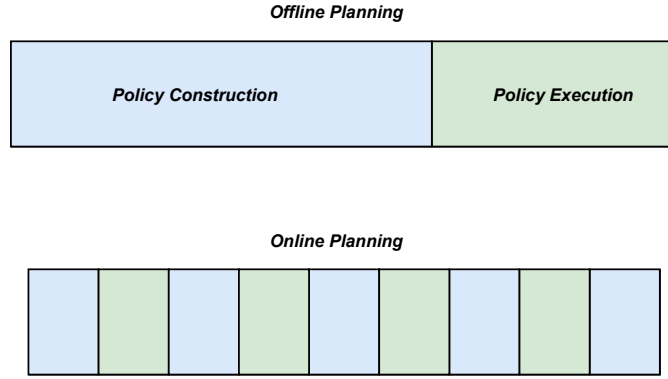 Offline Planning
Policy Construction
Policy Execution
Online Planning